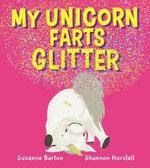 MY UNICORN
FARTS
GLITTER
Suzanne Barton Shannon Horsfall